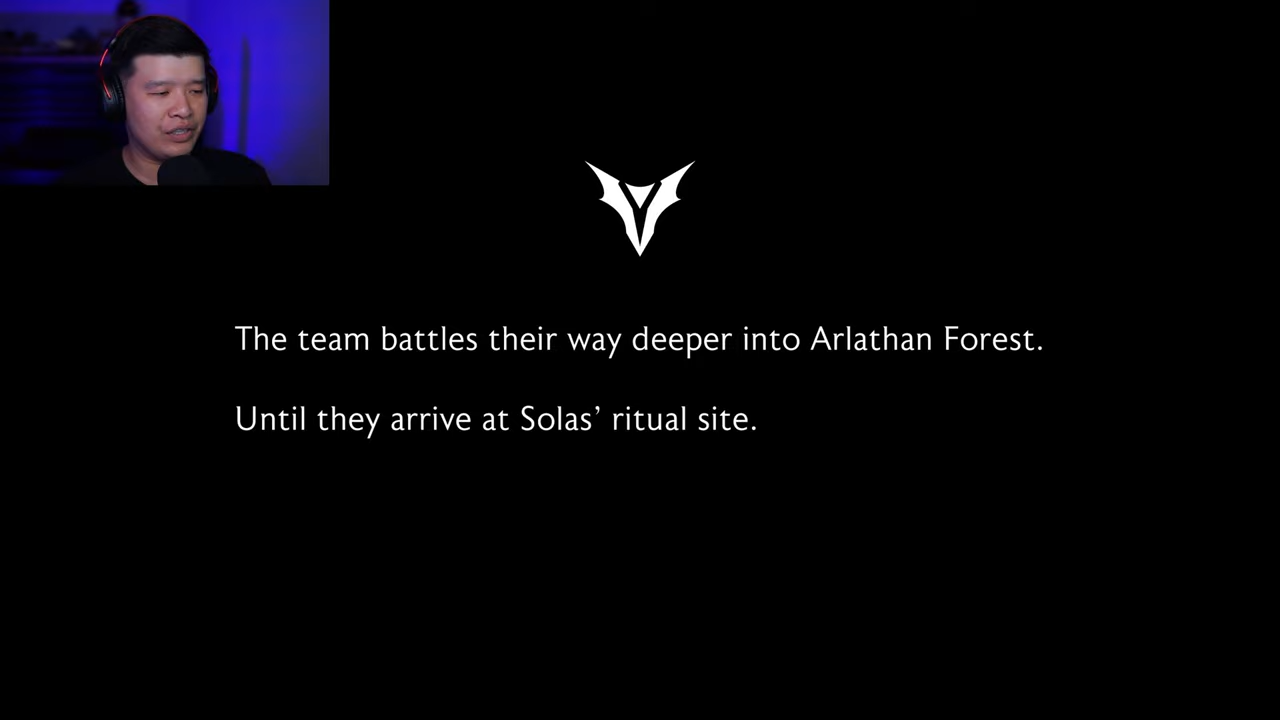 The team battles their way deeper into Arlathan Forest.
Until they arrive at Solas’ ritual site.